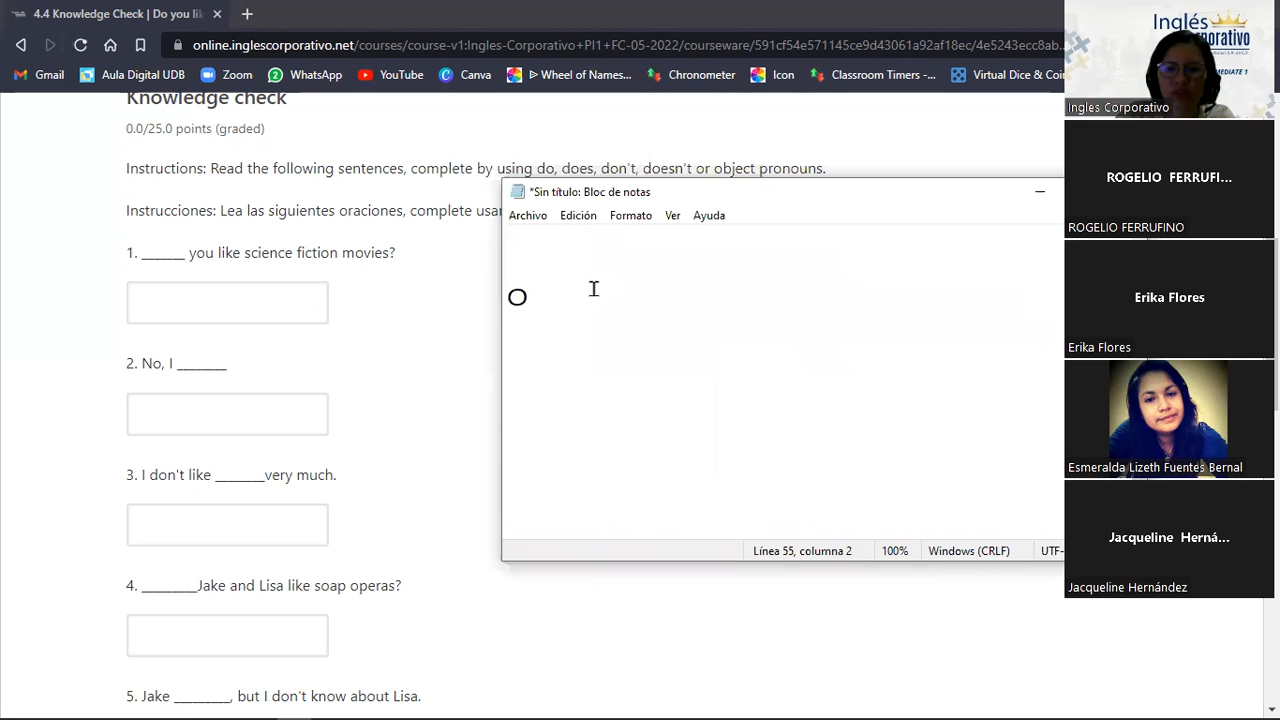 4.4 Knowledge Check | Do you lik
online.inglescorporativo.net/courses/course-v1:Ingles-Corporativo+PI1+FC-05-2022/courseware/591cf54e571145ce9d43061a92af18ec/4e5243ecc8ab...
Gmail Aula Digital UDB Zoom WhatsApp YouTube Canva ᐅ Wheel of Names... Chronometer Icon Classroom Timers -... Virtual Dice & Coi
Knowledge check
0.0/25.0 points (graded)
Instructions: Read the following sentences, complete by using do, does, don't, doesn't or object pronouns.
Instrucciones: Lea las siguientes oraciones, complete usa
1. ______ you like science fiction movies?
2. No, I _______
3. I don't like _______very much.
4. ________Jake and Lisa like soap operas?
5. Jake ________, but I don't know about Lisa.
*Sin título: Bloc de notas
Archivo Edición Formato Ver Ayuda
O
Línea 55, columna 2 100% Windows (CRLF) UTF-
Inglés
Corporativo
Ingles Corporativo
ROGELIO FERRUFI...
ROGELIO FERRUFINO
Erika Flores
Erika Flores
Esmeralda Lizeth Fuentes Bernal
Jacqueline Herná...
Jacqueline Hernández